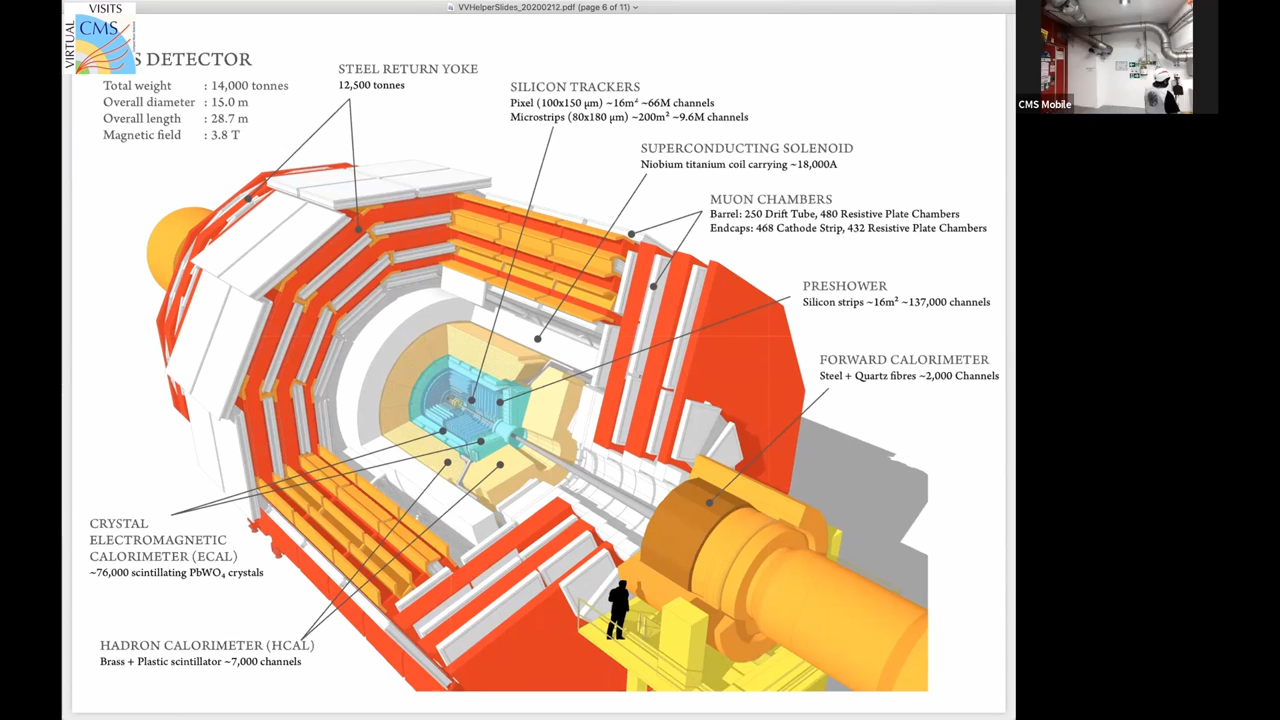 VVHelperSlides_20200212.pdf (page 6 of 11)
VISITS
VIRTUAL
CMS
S DETECTOR
Total weight : 14,000 tonnes
Overall diameter : 15.0 m
Overall length : 28.7 m
Magnetic field : 3.8 T
STEEL RETURN YOKE
12,500 tonnes
SILICON TRACKERS
Pixel (100x150 μm) ~16m² ~66M channels
Microstrips (80x180 μm) ~200m² ~9.6M channels
SUPERCONDUCTING SOLENOID
Niobium titanium coil carrying ~18,000A
MUON CHAMBERS
Barrel: 250 Drift Tube, 480 Resistive Plate Chambers
Endcaps: 468 Cathode Strip, 432 Resistive Plate Chambers
PRESHOWER
Silicon strips ~16m² ~137,000 channels
FORWARD CALORIMETER
Steel + Quartz fibres ~2,000 Channels
CRYSTAL
ELECTROMAGNETIC
CALORIMETER (ECAL)
~76,000 scintillating PbWO₄ crystals
HADRON CALORIMETER (HCAL)
Brass + Plastic scintillator ~7,000 channels
CMS Mobile